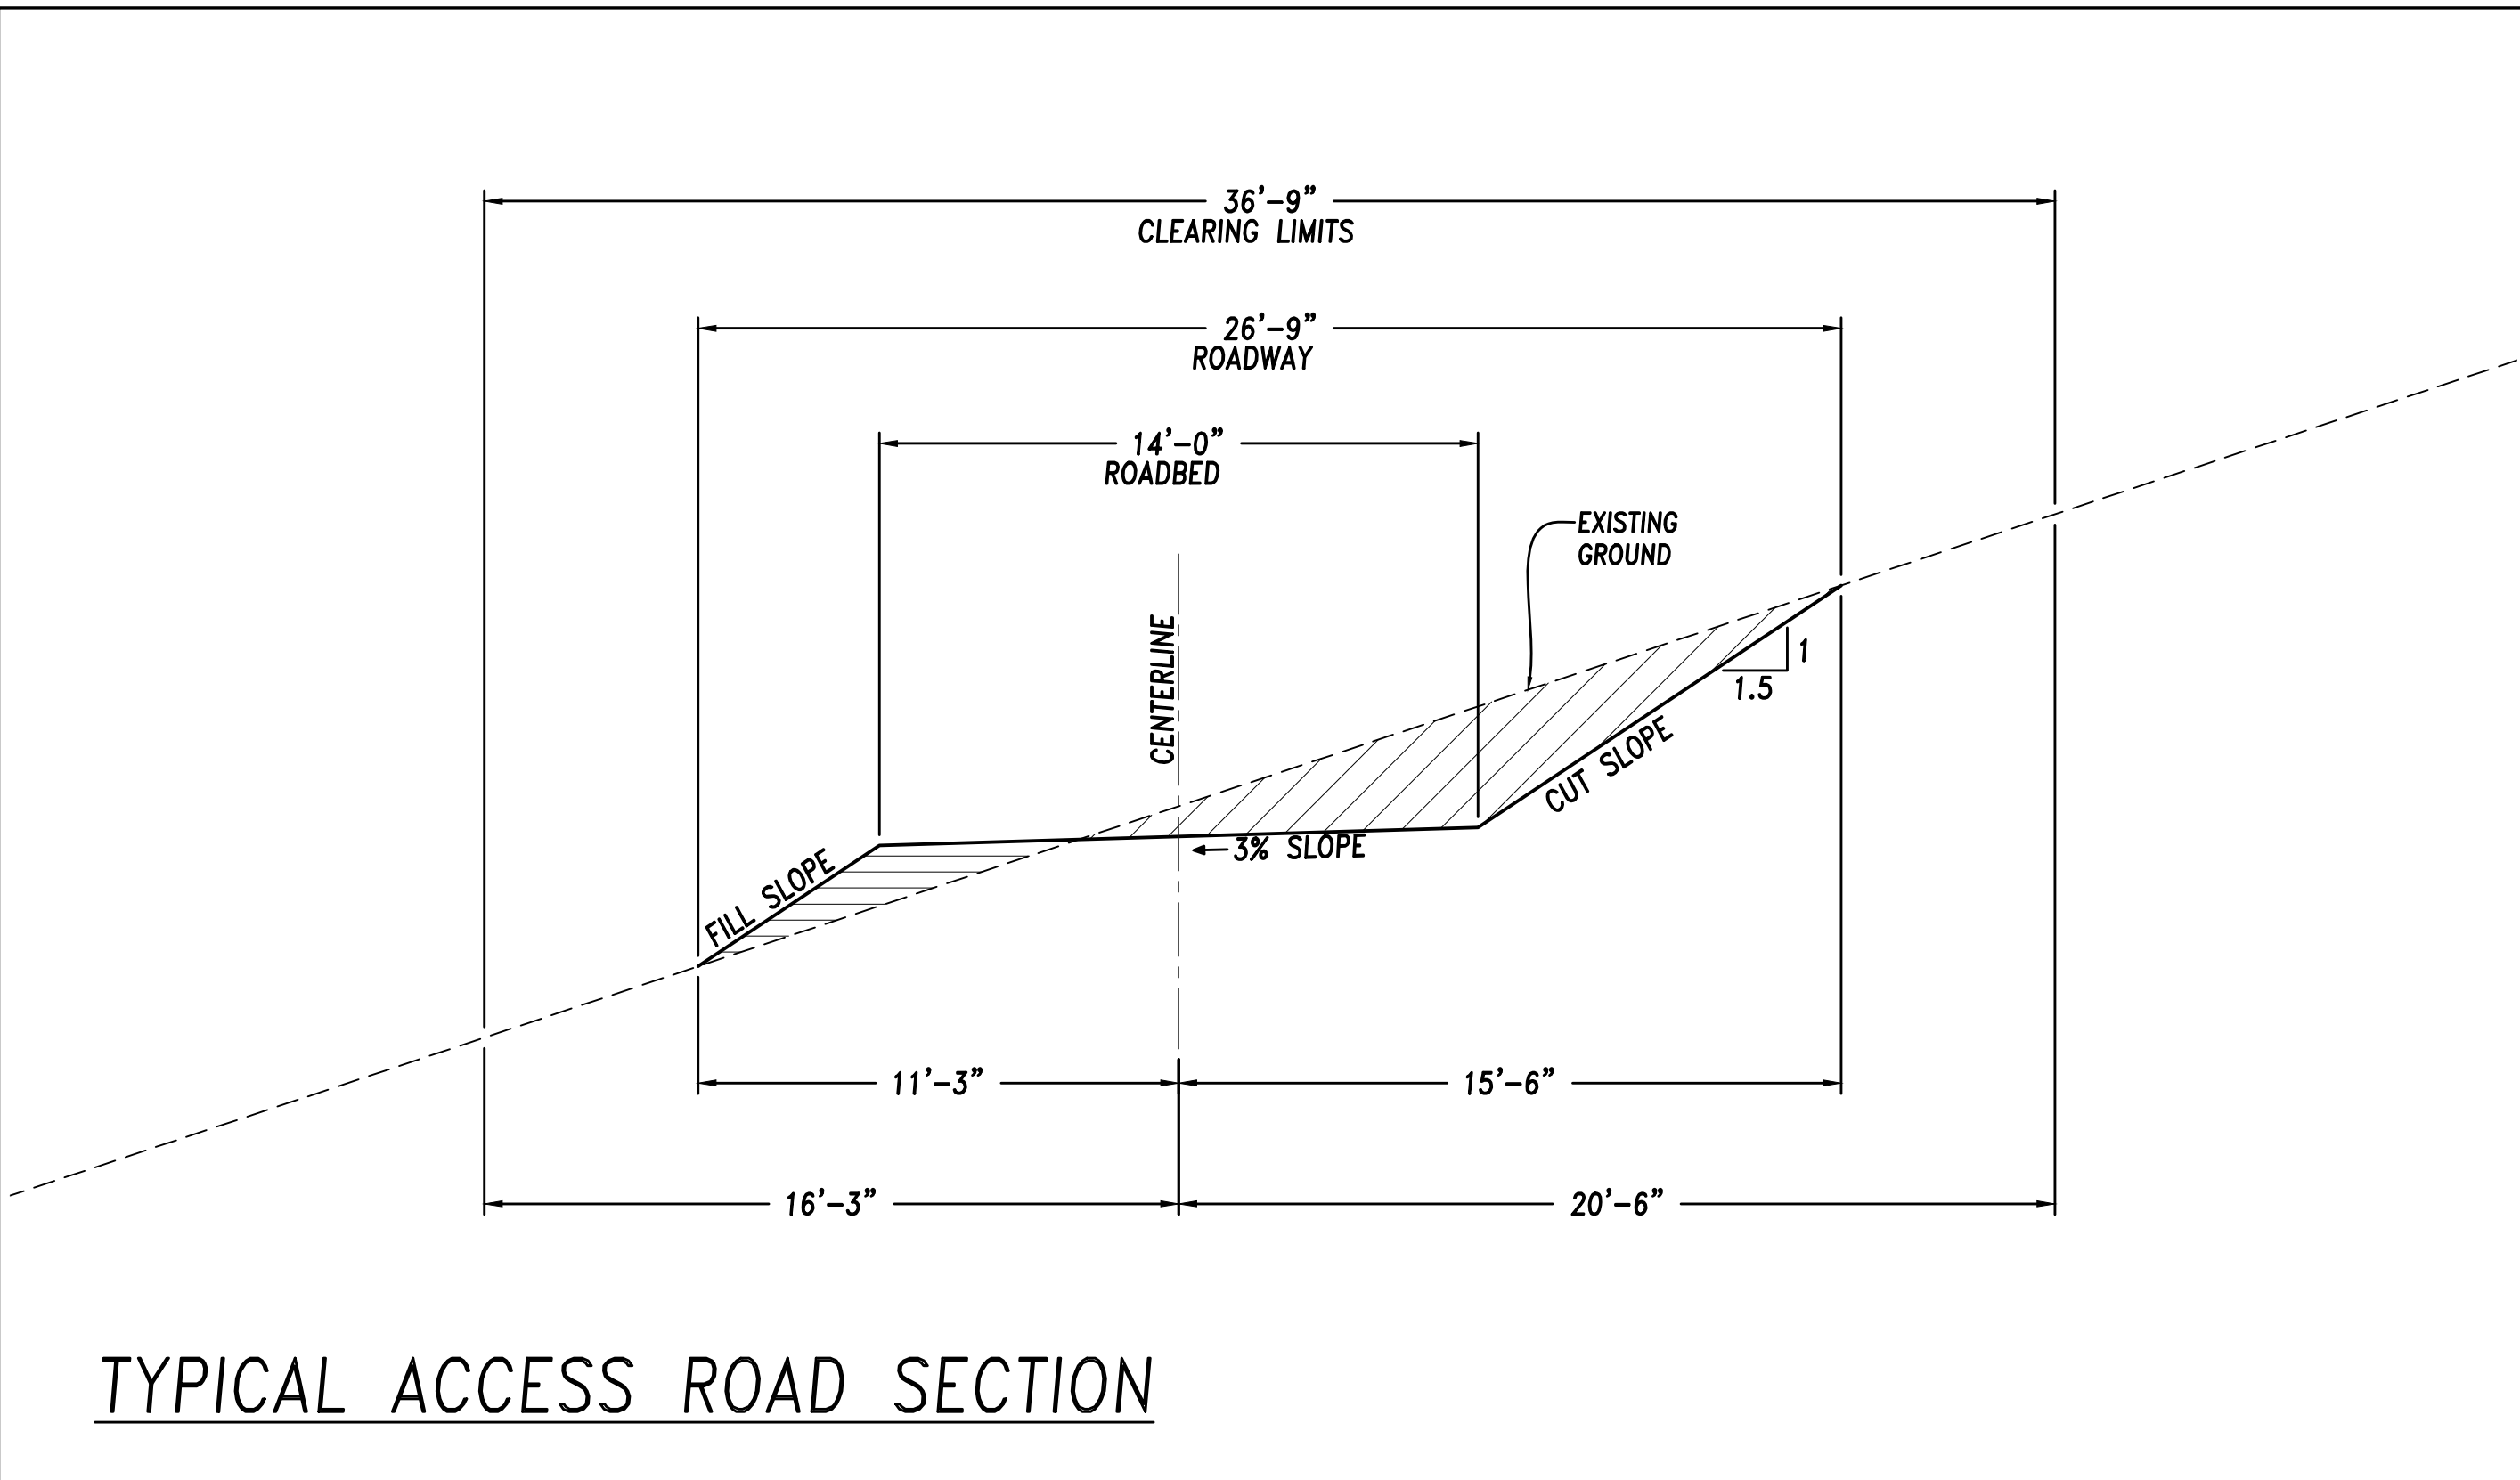 36'-9"
CLEARING LIMITS
26'-9"
ROADWAY
14'-0"
ROADBED
EXISTING
GROUND
CENTERLINE
1
1.5
CUT SLOPE
3% SLOPE
FILL SLOPE
11'-3"
15'-6"
16'-3"
20'-6"
TYPICAL ACCESS ROAD SECTION